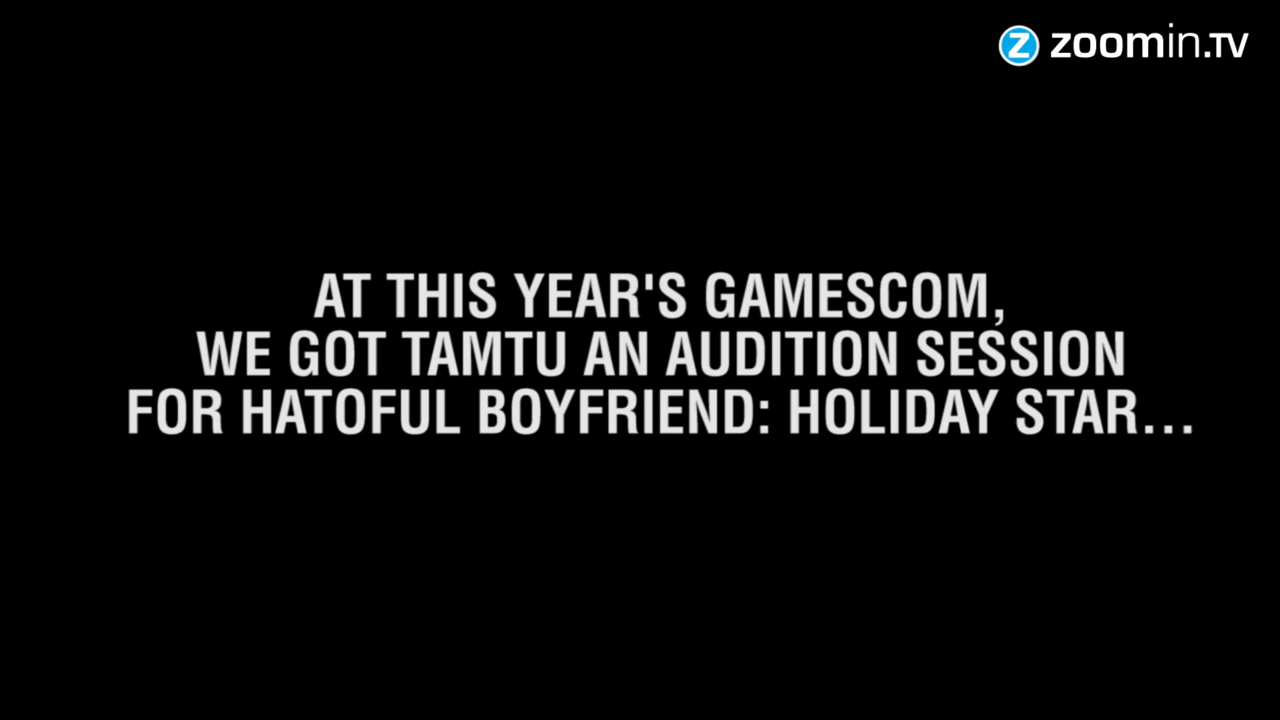 Z zoomin.TV
AT THIS YEAR'S GAMESCOM,
WE GOT TAMTU AN AUDITION SESSION
FOR HATOFUL BOYFRIEND: HOLIDAY STAR...